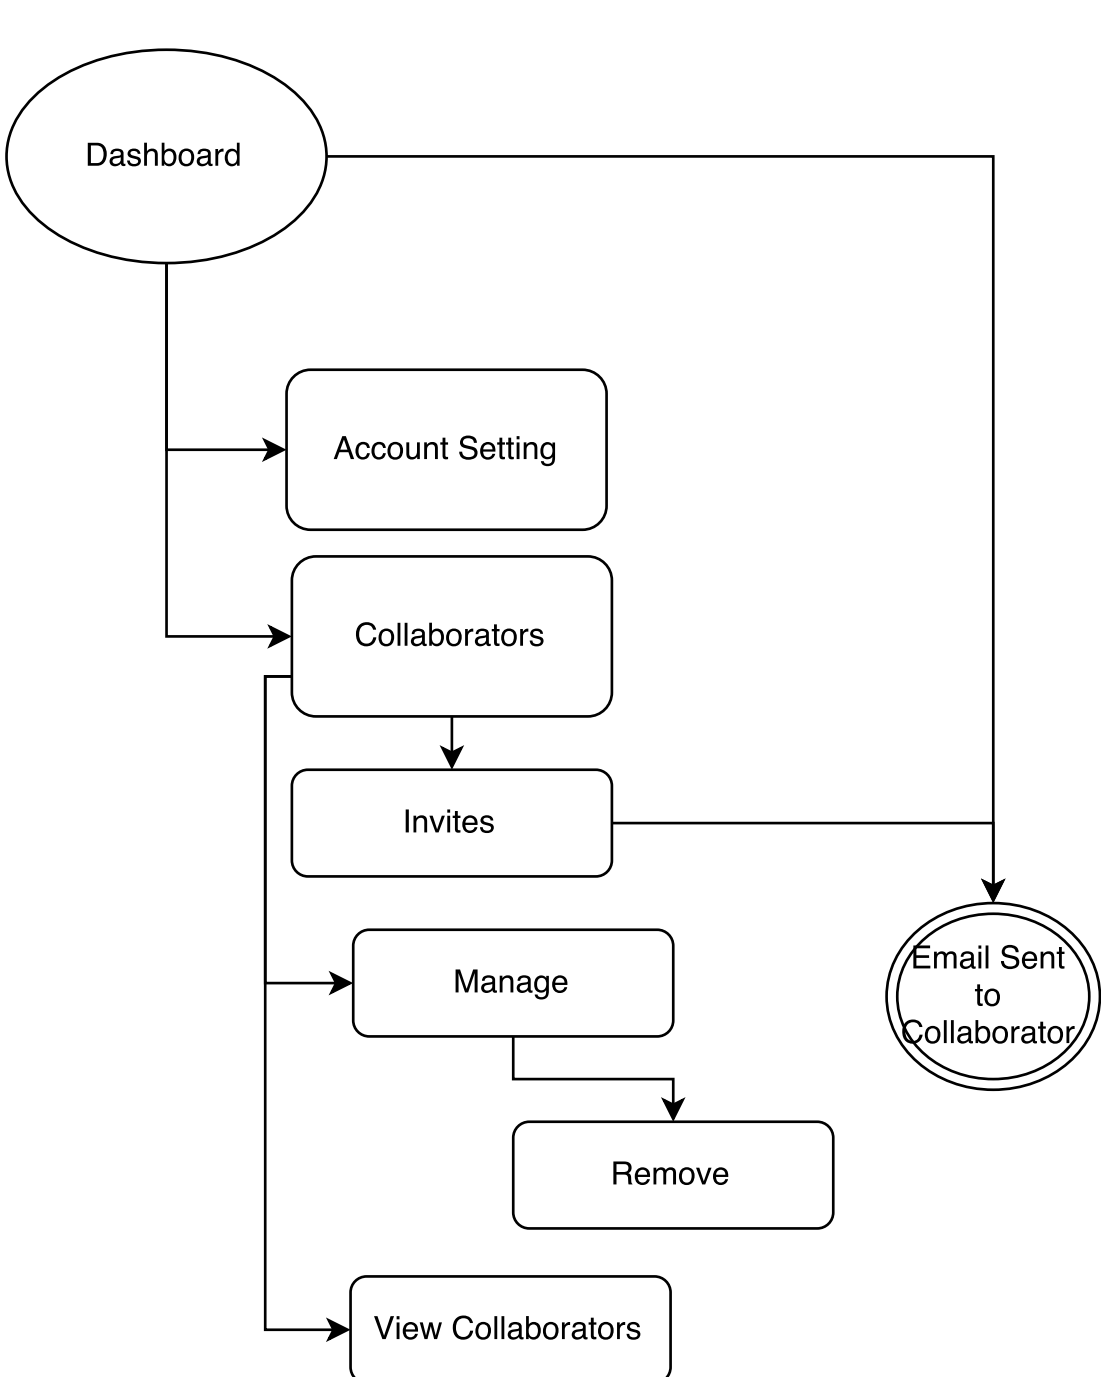 Dashboard
Account Setting
Collaborators
Invites
Manage
Email Sent
to
Collaborator
Remove
View Collaborators